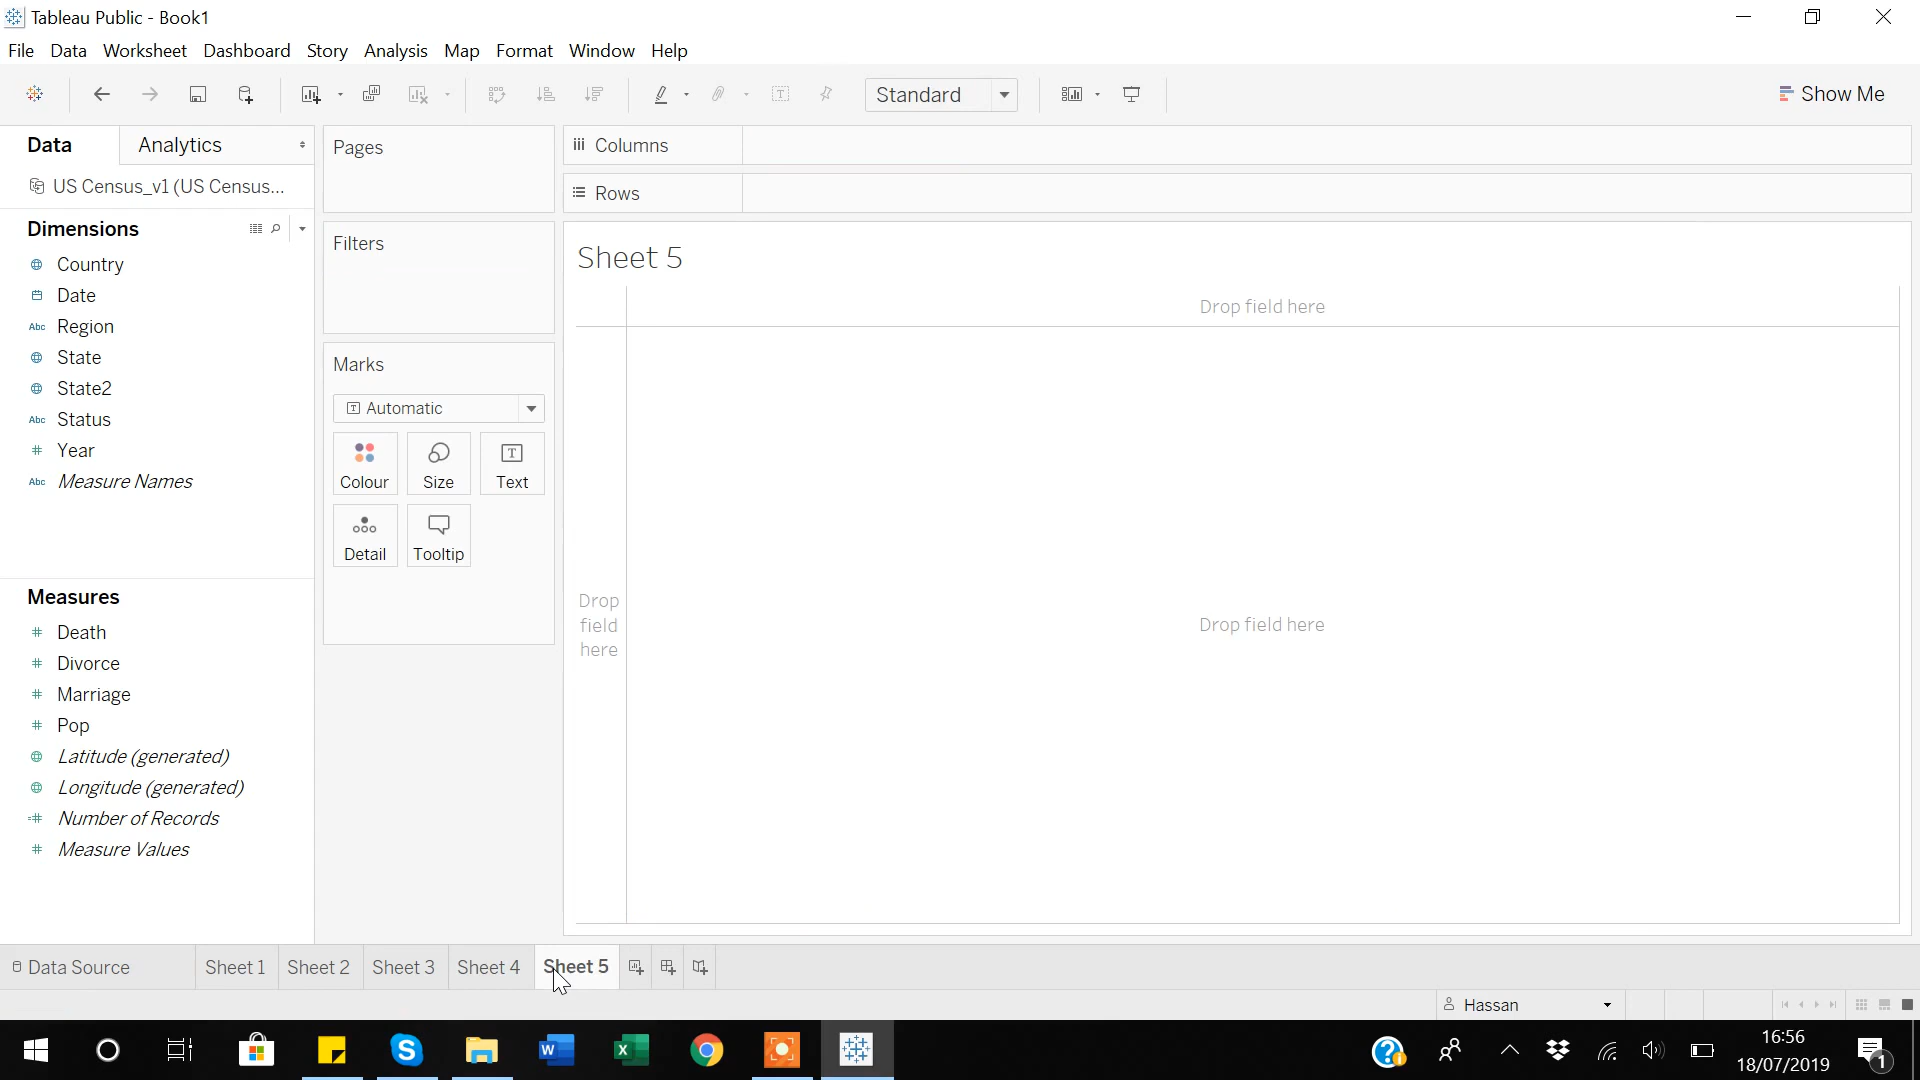 Tableau Public - Book1
File Data Worksheet Dashboard Story Analysis Map Format Window Help
Standard
Show Me
Data
Analytics
US Census_v1 (US Census...
Dimensions
Country
Date
Abc Region
State
State2
Abc Status
# Year
Abc Measure Names
Measures
# Death
# Divorce
# Marriage
# Pop
Latitude (generated)
Longitude (generated)
=# Number of Records
# Measure Values
Pages
Filters
Marks
T Automatic
Colour
Size
T
Text
Detail
Tooltip
Columns
Rows
Sheet 5
Drop field here
Drop
field
here
Drop field here
Data Source Sheet 1 Sheet 2 Sheet 3 Sheet 4 Sheet 5
Hassan
16:56
18/07/2019
1